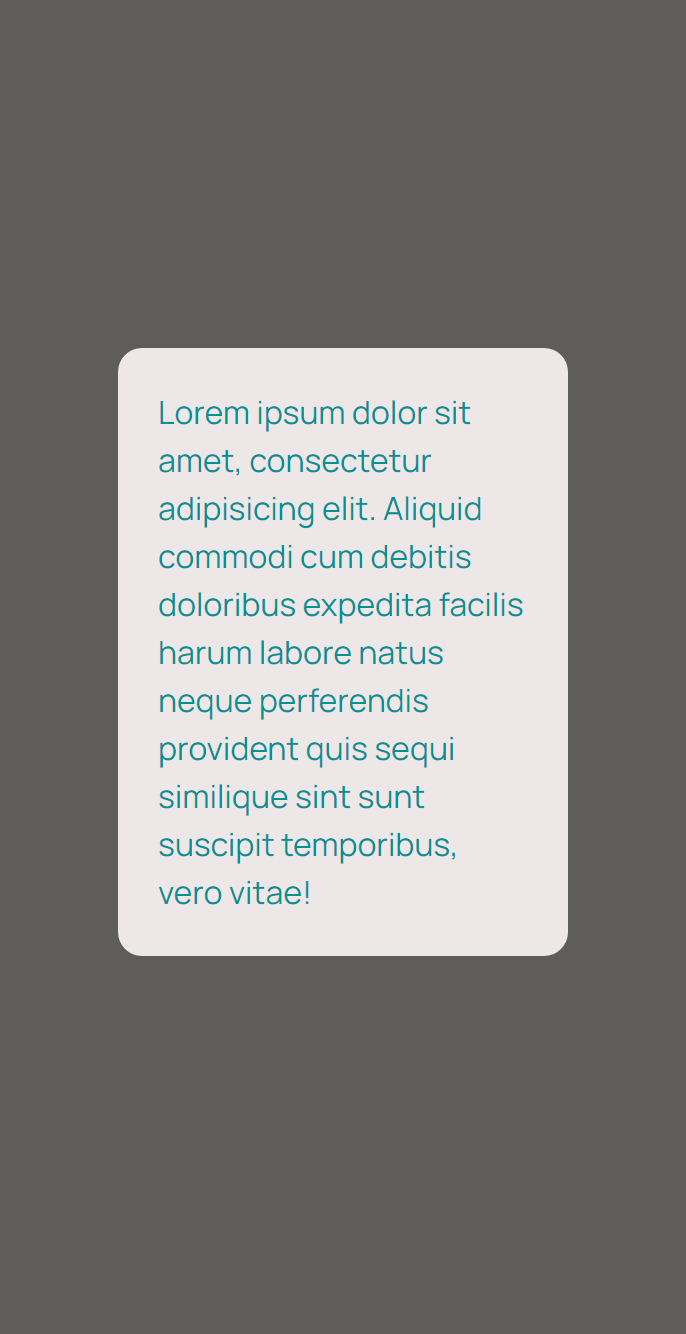 Lorem ipsum dolor sit
amet, consectetur
adipisicing elit. Aliquid
commodi cum debitis
doloribus expedita facilis
harum labore natus
neque perferendis
provident quis sequi
similique sint sunt
suscipit temporibus,
vero vitae!